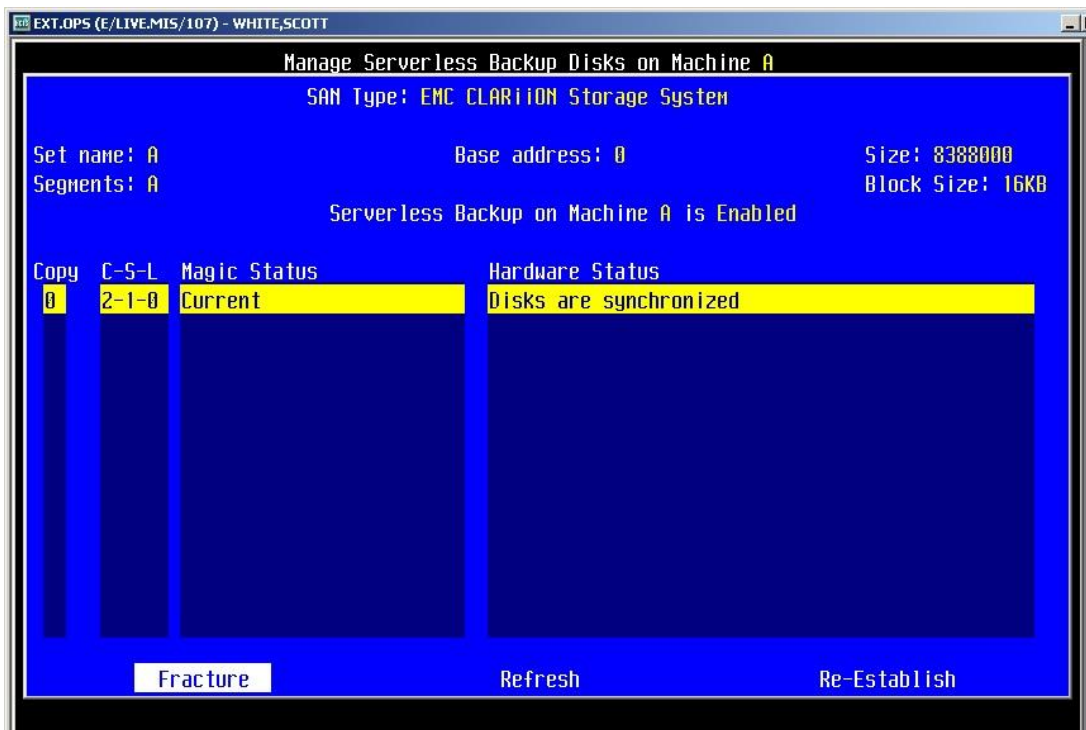 EXT.OPS (E/LIVE.MIS/107) - WHITE,SCOTT
Manage Serverless Backup Disks on Machine A
SAN Type: EMC CLARiiON Storage System
Set name: A Base address: 0 Size: 8388000
Segments: A Block Size: 16KB
Serverless Backup on Machine A is Enabled
Copy C-S-L Magic Status Hardware Status
0 2-1-0 Current Disks are synchronized
Fracture Refresh Re-Establish